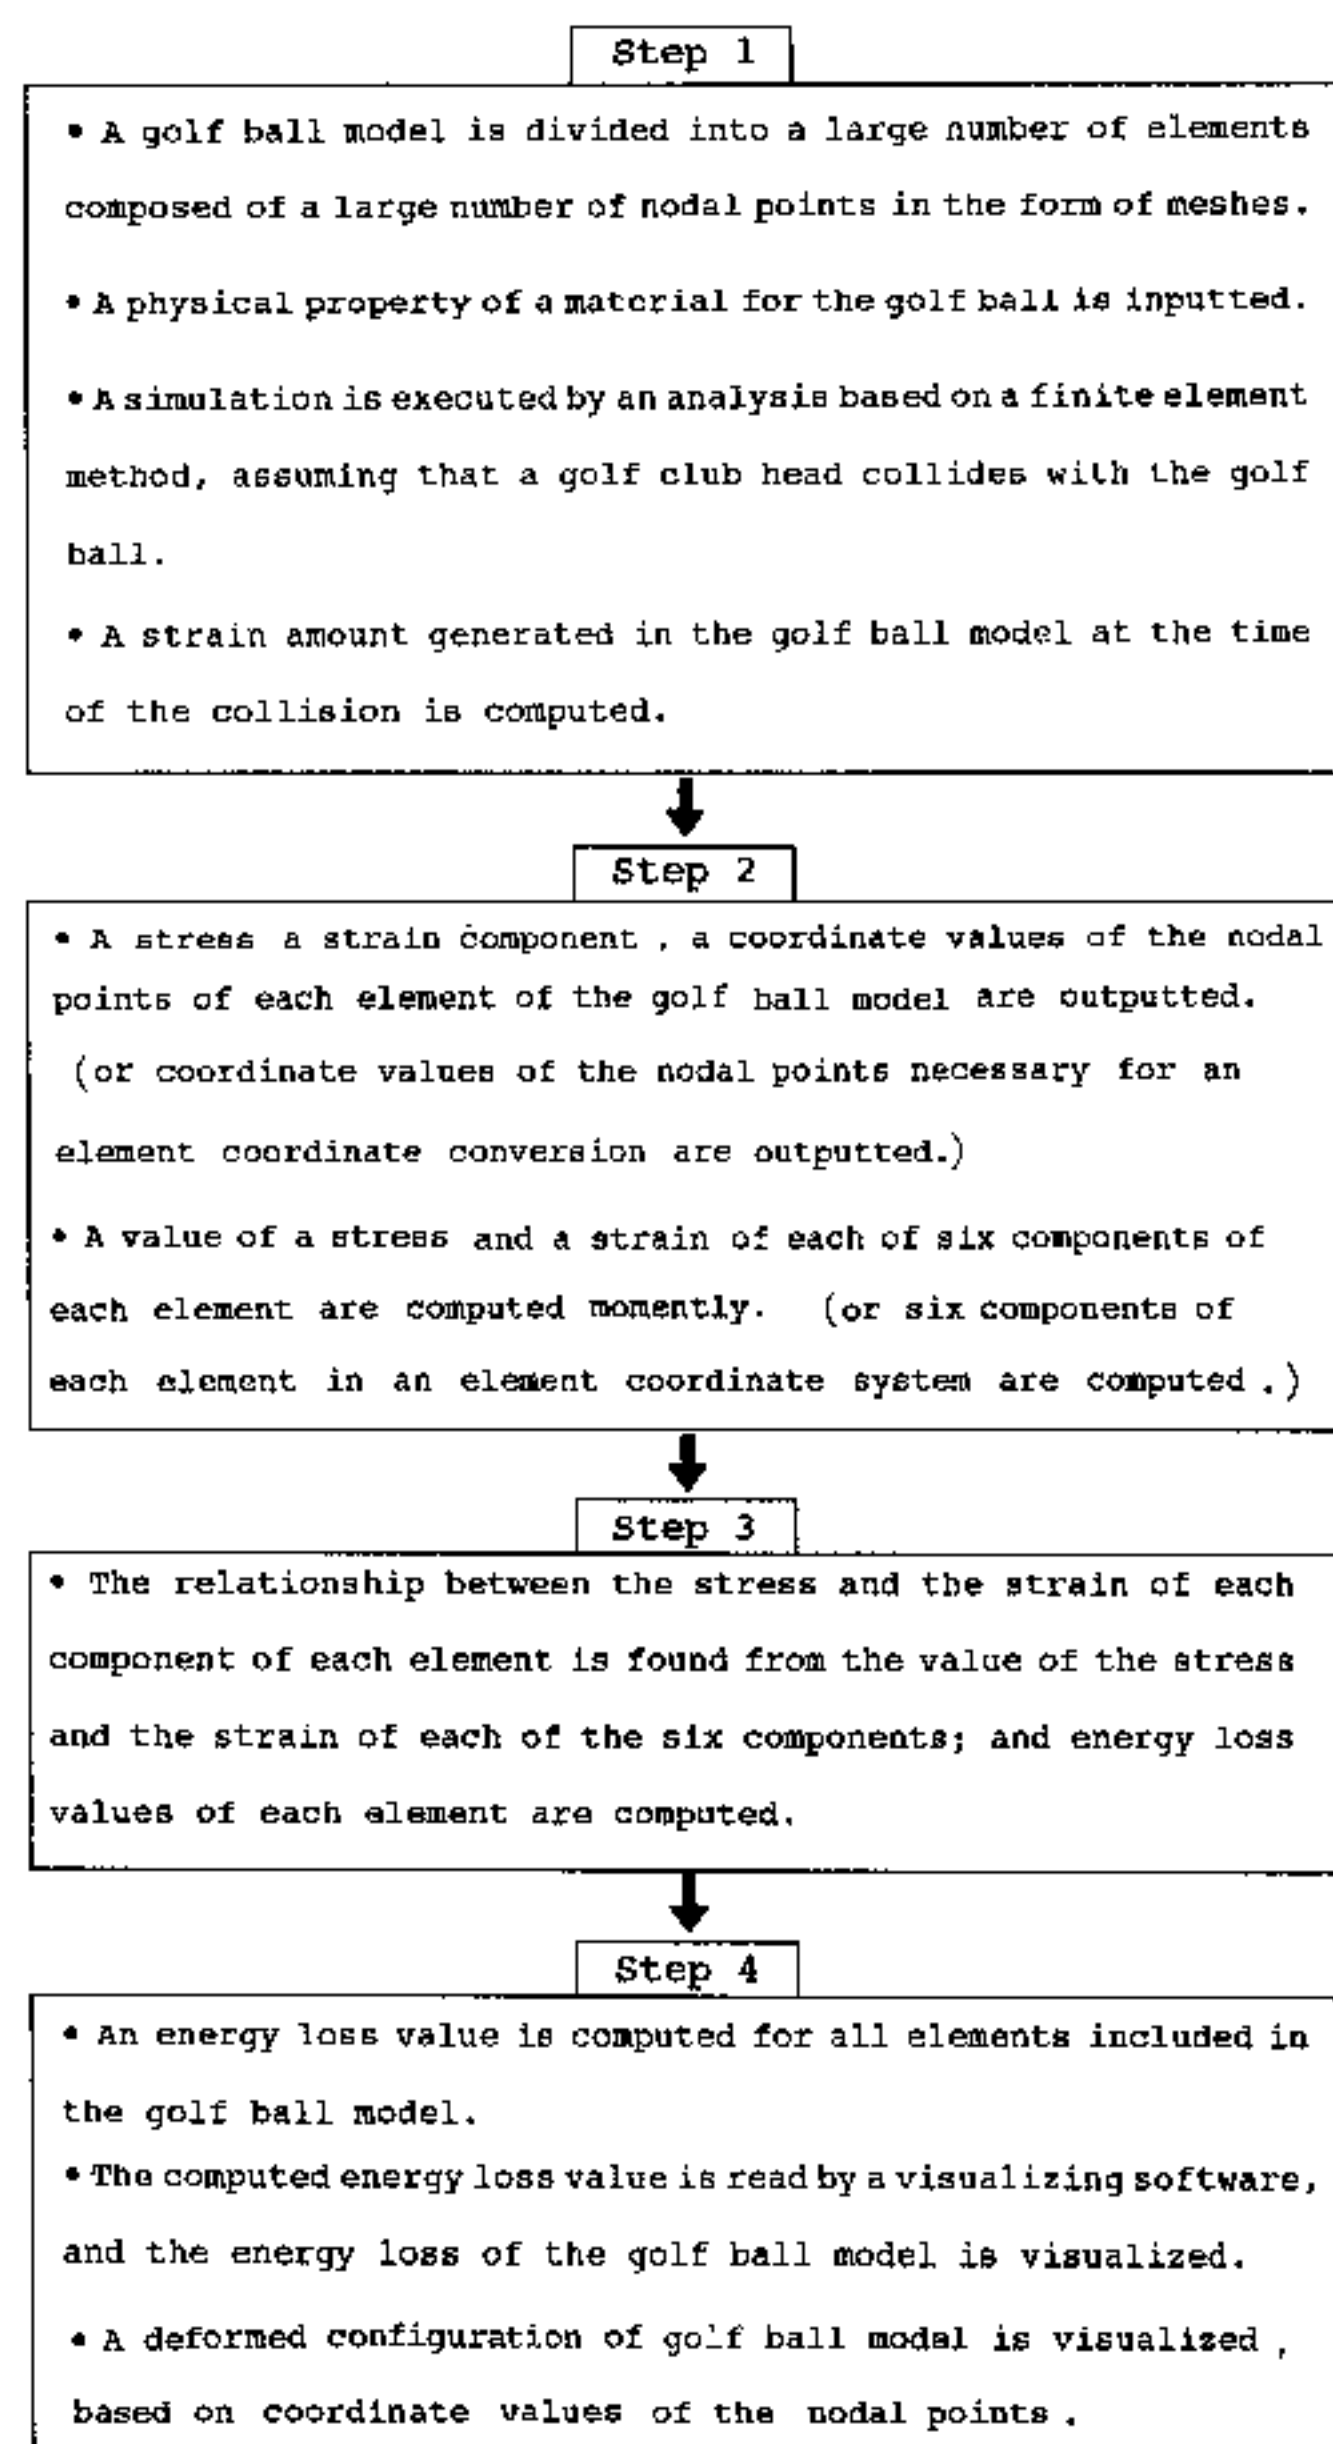 Step 1
• A golf ball model is divided into a large number of elements
composed of a large number of nodal points in the form of meshes.
• A physical property of a material for the golf ball is inputted.
• A simulation is executed by an analysis based on a finite element
method, assuming that a golf club head collides with the golf
ball.
• A strain amount generated in the golf ball model at the time
of the collision is computed.
Step 2
• A stress a strain component , a coordinate values of the nodal
points of each element of the golf ball model are outputted.
(or coordinate values of the nodal points necessary for an
element coordinate conversion are outputted.)
• A value of a stress and a strain of each of six components of
each element are computed momently. (or six components of
each element in an element coordinate system are computed .)
Step 3
• The relationship between the stress and the strain of each
component of each element is found from the value of the stress
and the strain of each of the six components; and energy loss
values of each element are computed.
Step 4
• An energy loss value is computed for all elements included in
the golf ball model.
• The computed energy loss value is read by a visualizing software,
and the energy loss of the golf ball model is visualized.
• A deformed configuration of golf ball model is visualized ,
based on coordinate values of the nodal points .